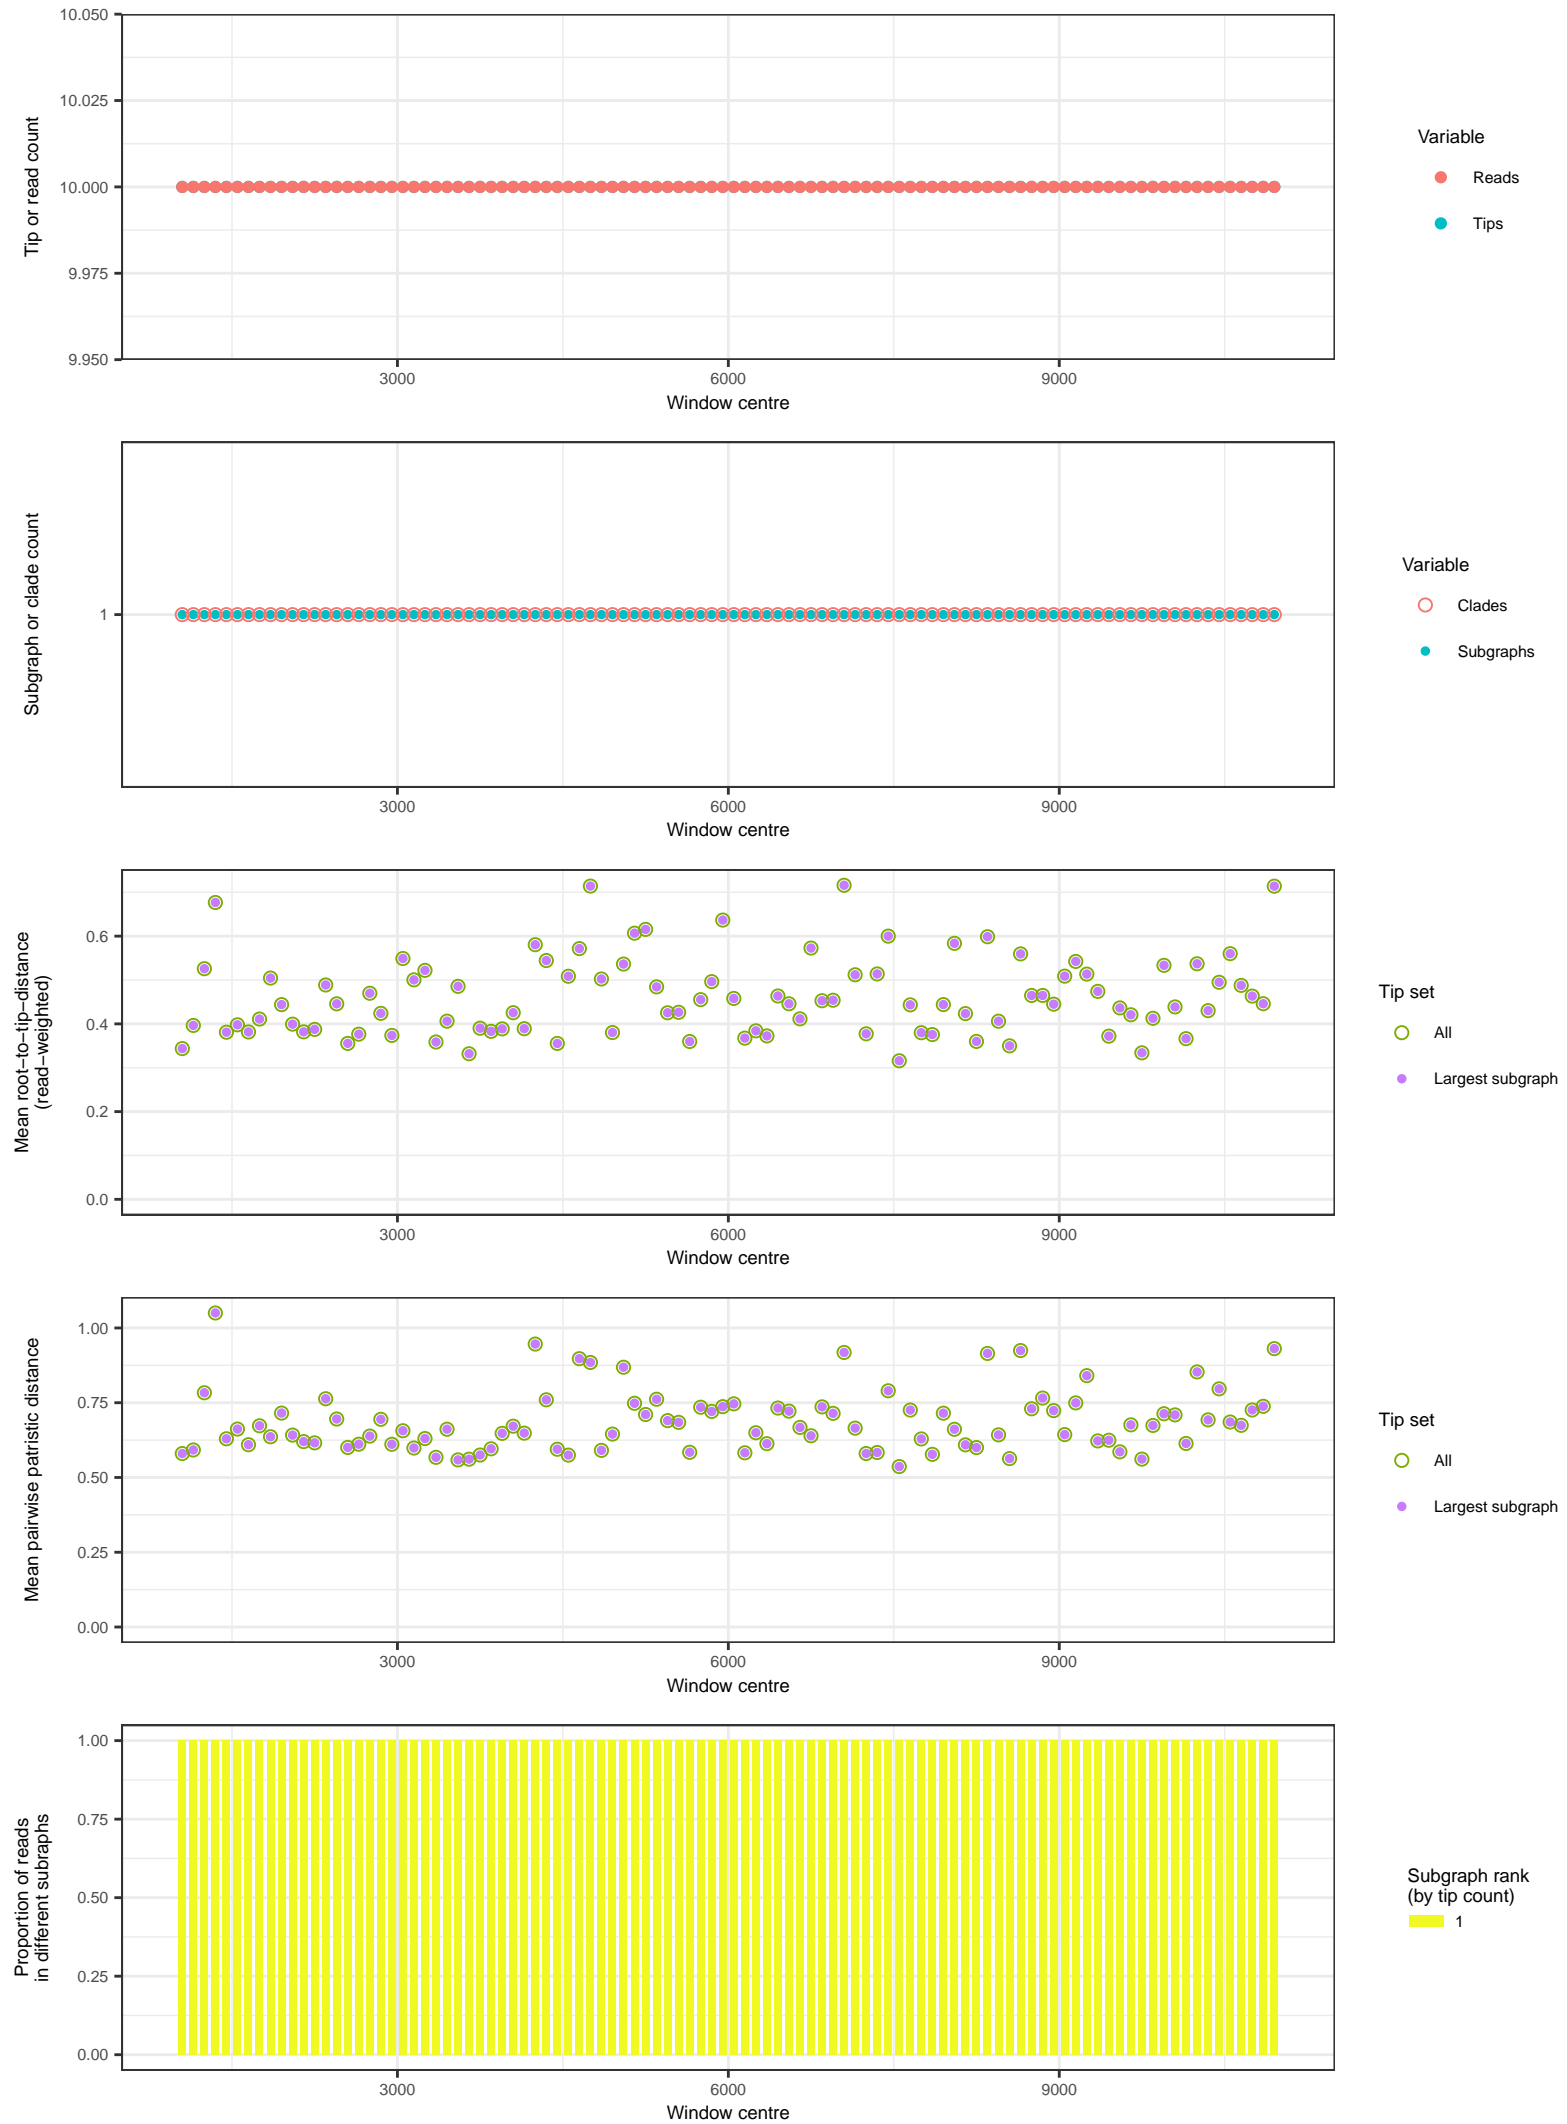 10.050
10.025
10.000
9.975
9.950
Tip or read count
3000 6000 9000
Window centre
Variable
Reads
Tips
1
Subgraph or clade count
3000 6000 9000
Window centre
Variable
Clades
Subgraphs
0.6
0.4
0.2
0.0
Mean root−to−tip−distance
(read−weighted)
3000 6000 9000
Window centre
Tip set
All
Largest subgraph
1.00
0.75
0.50
0.25
0.00
Mean pairwise patristic distance
3000 6000 9000
Window centre
Tip set
All
Largest subgraph
1.00
0.75
0.50
0.25
0.00
Proportion of reads
in different subraphs
3000 6000 9000
Window centre
Subgraph rank
(by tip count)
1